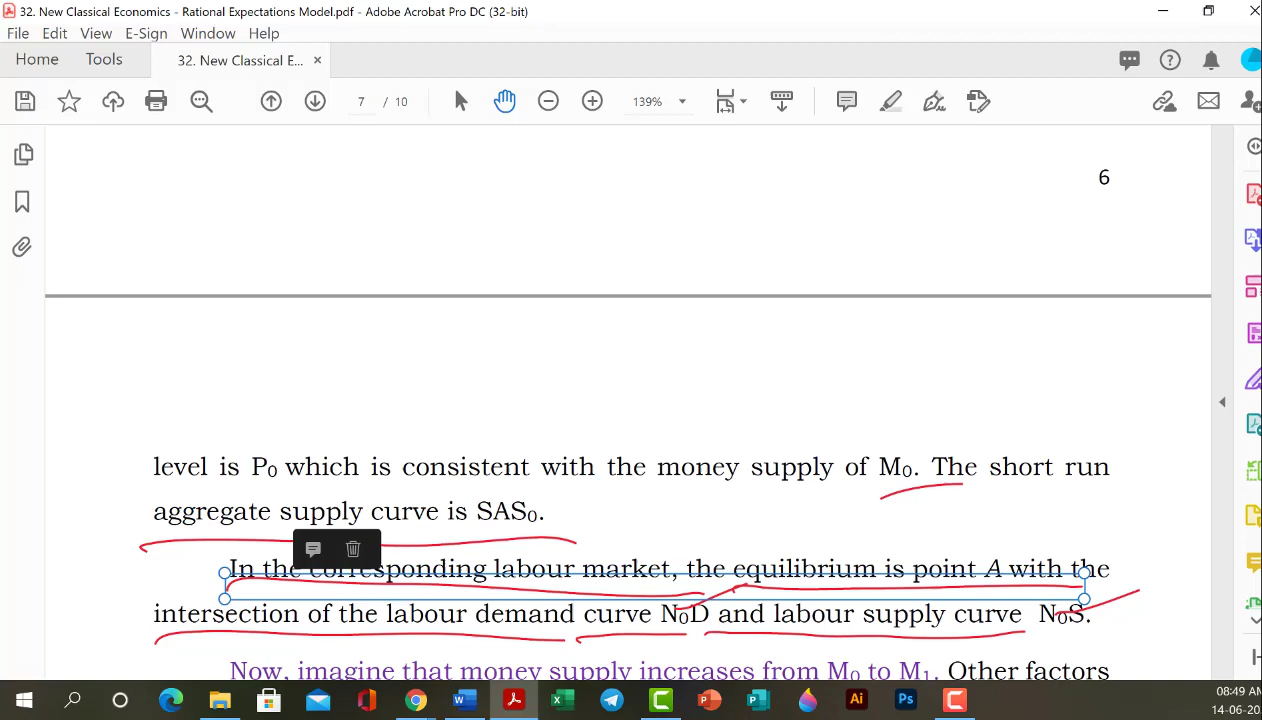 32. New Classical Economics - Rational Expectations Model.pdf - Adobe Acrobat Pro DC (32-bit)
File Edit View E-Sign Window Help
Home Tools 32. New Classical E... ×
7 / 10 139%
6
level is P₀ which is consistent with the money supply of M₀. The short run
aggregate supply curve is SAS₀.
In the corresponding labour market, the equilibrium is point A with the
intersection of the labour demand curve N₀D and labour supply curve N₀S.
Now, imagine that money supply increases from M₀ to M₁. Other factors
08:49 AM
14-06-20